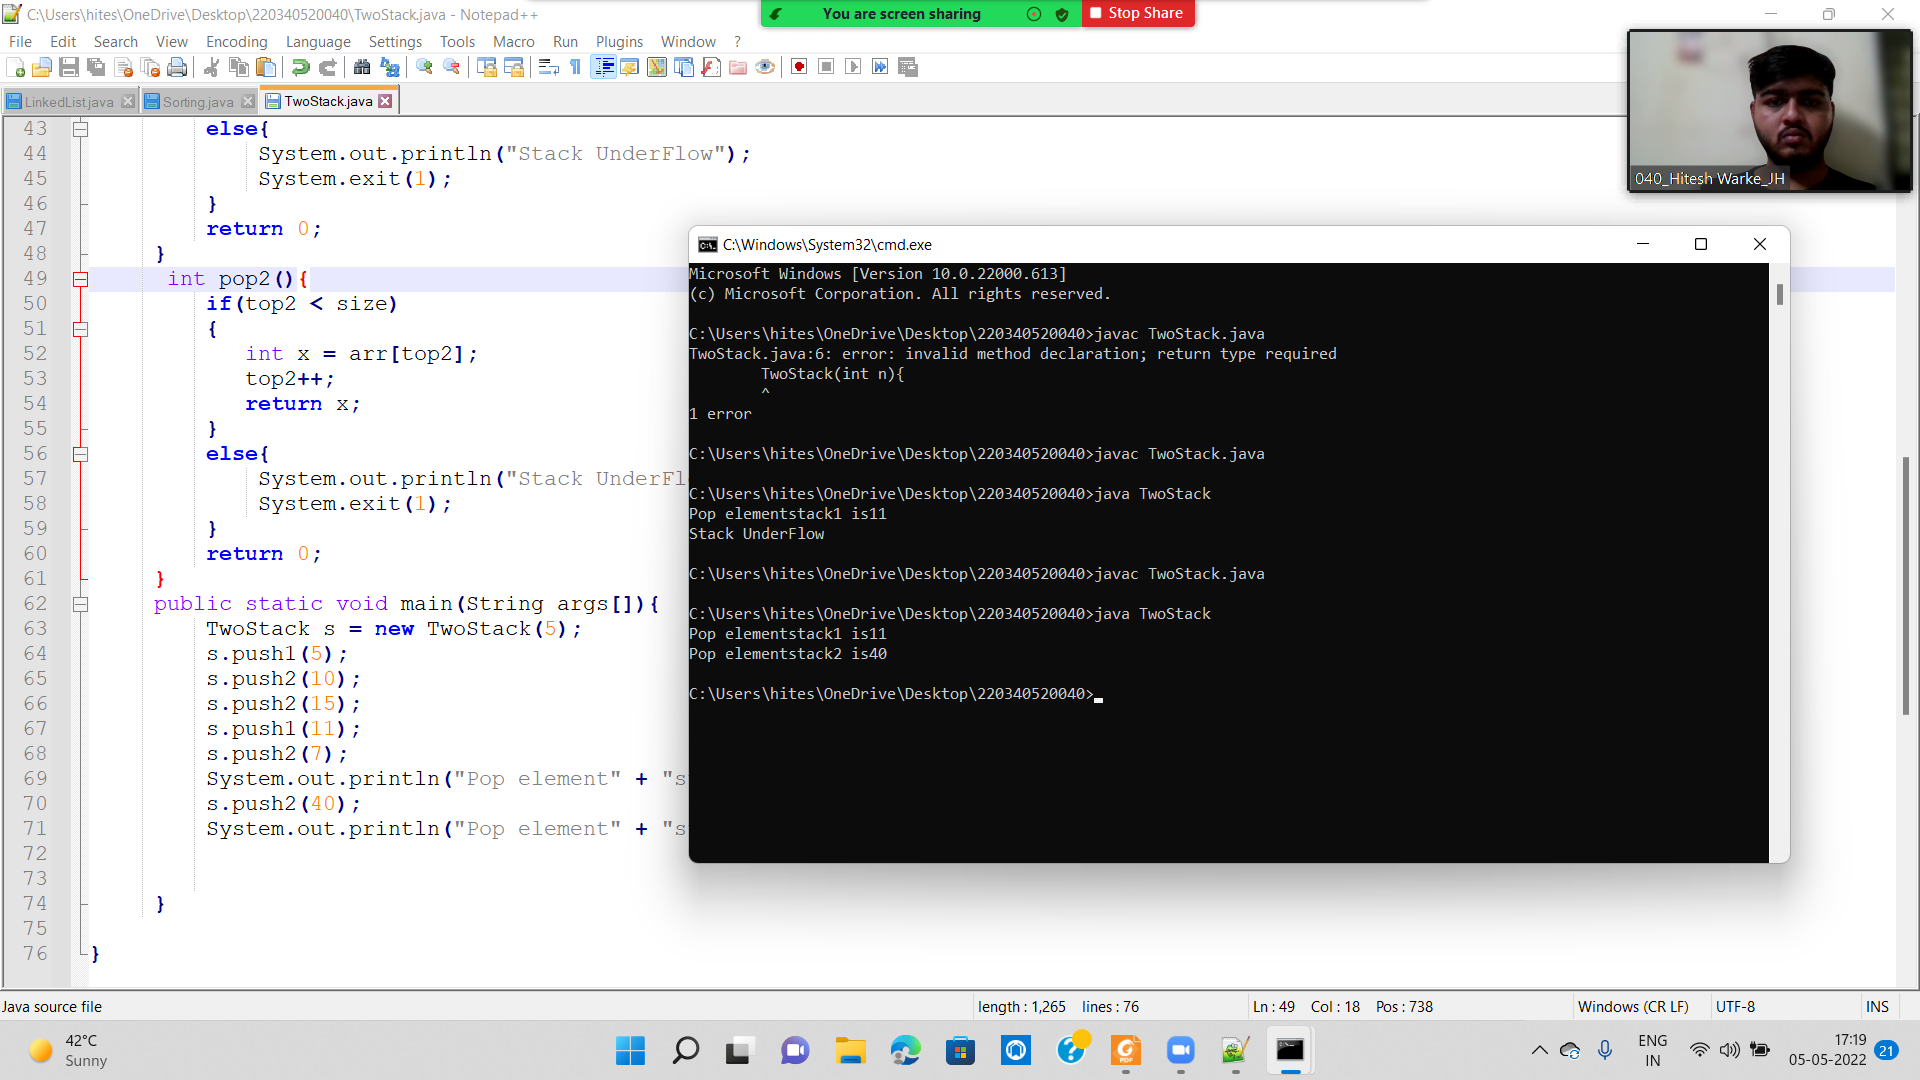 C:\Users\hites\OneDrive\Desktop\220340520040\TwoStack.java - Notepad++
You are screen sharing
Stop Share
File Edit Search View Encoding Language Settings Tools Macro Run Plugins Window ?
LinkedList.java Sorting.java TwoStack.java
040_Hitesh Warke_JH
43 else{
44 System.out.println("Stack UnderFlow");
45 System.exit(1);
46 }
47 return 0;
48 }
49 int pop2(){
50 if(top2 < size)
51 {
52 int x = arr[top2];
53 top2++;
54 return x;
55 }
56 else{
57 System.out.println("Stack UnderFl
58 System.exit(1);
59 }
60 return 0;
61 }
62 public static void main(String args[]){
63 TwoStack s = new TwoStack(5);
64 s.push1(5);
65 s.push2(10);
66 s.push2(15);
67 s.push1(11);
68 s.push2(7);
69 System.out.println("Pop element" + "s
70 s.push2(40);
71 System.out.println("Pop element" + "s
72
73
74 }
75
76 }
C:\Windows\System32\cmd.exe
Microsoft Windows [Version 10.0.22000.613]
(c) Microsoft Corporation. All rights reserved.
C:\Users\hites\OneDrive\Desktop\220340520040>javac TwoStack.java
TwoStack.java:6: error: invalid method declaration; return type required
TwoStack(int n){
^
1 error
C:\Users\hites\OneDrive\Desktop\220340520040>javac TwoStack.java
C:\Users\hites\OneDrive\Desktop\220340520040>java TwoStack
Pop elementstack1 is11
Stack UnderFlow
C:\Users\hites\OneDrive\Desktop\220340520040>javac TwoStack.java
C:\Users\hites\OneDrive\Desktop\220340520040>java TwoStack
Pop elementstack1 is11
Pop elementstack2 is40
C:\Users\hites\OneDrive\Desktop\220340520040>
Java source file length : 1,265 lines : 76 Ln : 49 Col : 18 Pos : 738 Windows (CR LF) UTF-8 INS
42°C
Sunny
ENG
IN
17:19
05-05-2022
21